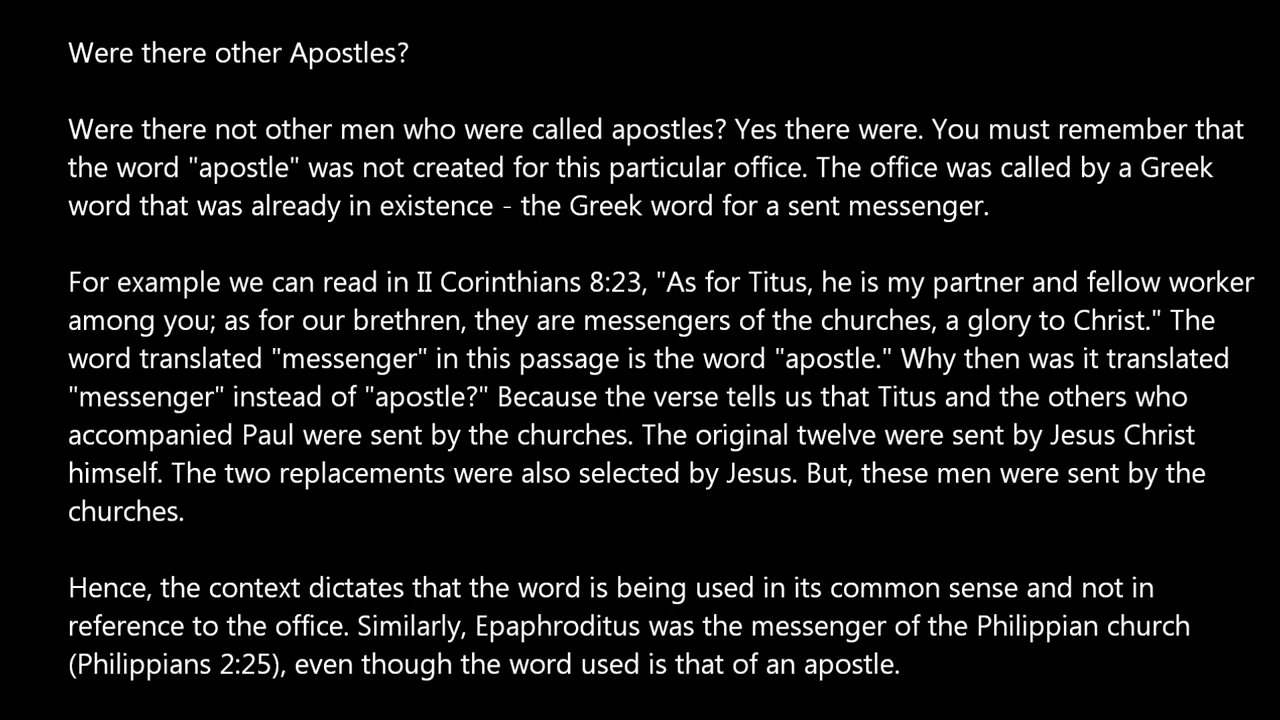 Were there other Apostles?
Were there not other men who were called apostles? Yes there were. You must remember that
the word "apostle" was not created for this particular office. The office was called by a Greek
word that was already in existence - the Greek word for a sent messenger.
For example we can read in II Corinthians 8:23, "As for Titus, he is my partner and fellow worker
among you; as for our brethren, they are messengers of the churches, a glory to Christ." The
word translated "messenger" in this passage is the word "apostle." Why then was it translated
"messenger" instead of "apostle?" Because the verse tells us that Titus and the others who
accompanied Paul were sent by the churches. The original twelve were sent by Jesus Christ
himself. The two replacements were also selected by Jesus. But, these men were sent by the
churches.
Hence, the context dictates that the word is being used in its common sense and not in
reference to the office. Similarly, Epaphroditus was the messenger of the Philippian church
(Philippians 2:25), even though the word used is that of an apostle.